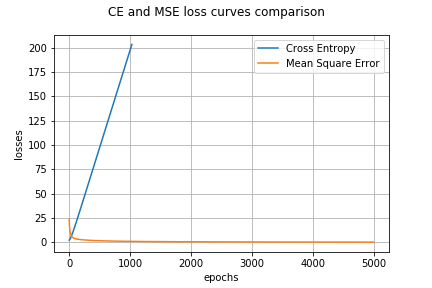 CE and MSE loss curves comparison
200
175
150
125
100
75
50
25
0
losses
Cross Entropy
Mean Square Error
0 1000 2000 3000 4000 5000
epochs